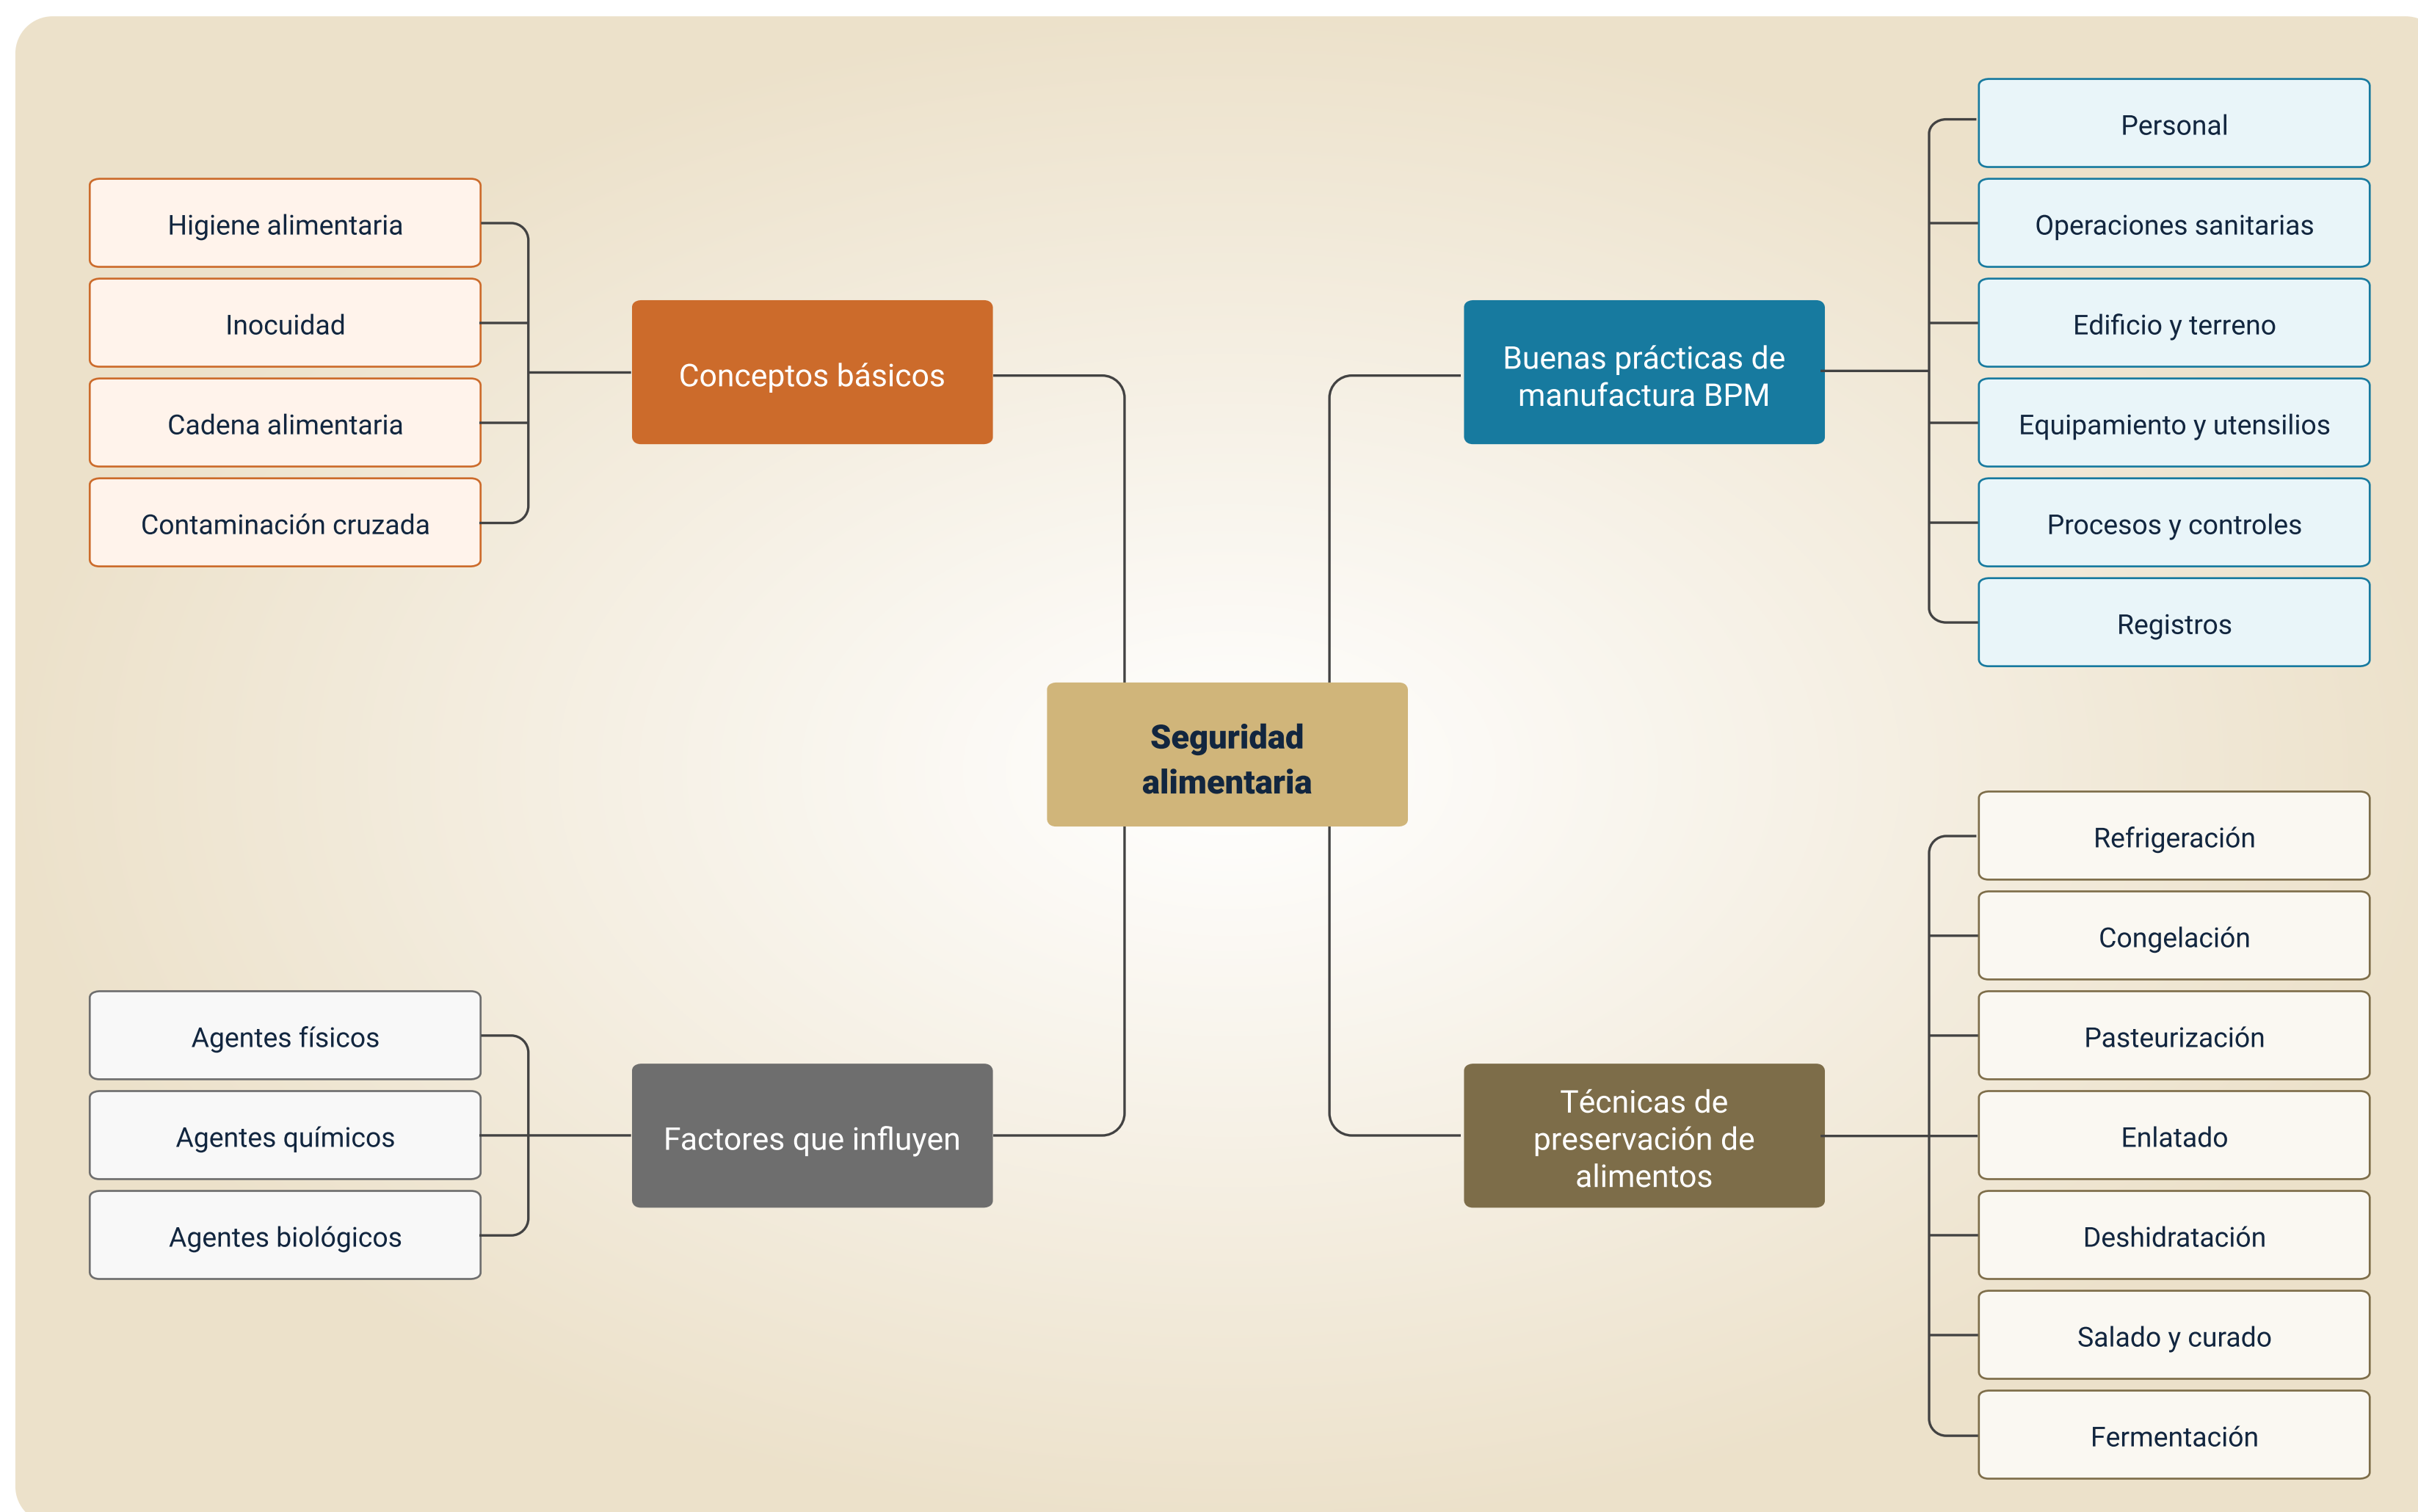 Higiene alimentaria
Inocuidad
Cadena alimentaria
Contaminación cruzada
Conceptos básicos
Buenas prácticas de
manufactura BPM
Personal
Operaciones sanitarias
Edificio y terreno
Equipamiento y utensilios
Procesos y controles
Registros
Seguridad
alimentaria
Agentes físicos
Agentes químicos
Agentes biológicos
Factores que influyen
Técnicas de
preservación de
alimentos
Refrigeración
Congelación
Pasteurización
Enlatado
Deshidratación
Salado y curado
Fermentación